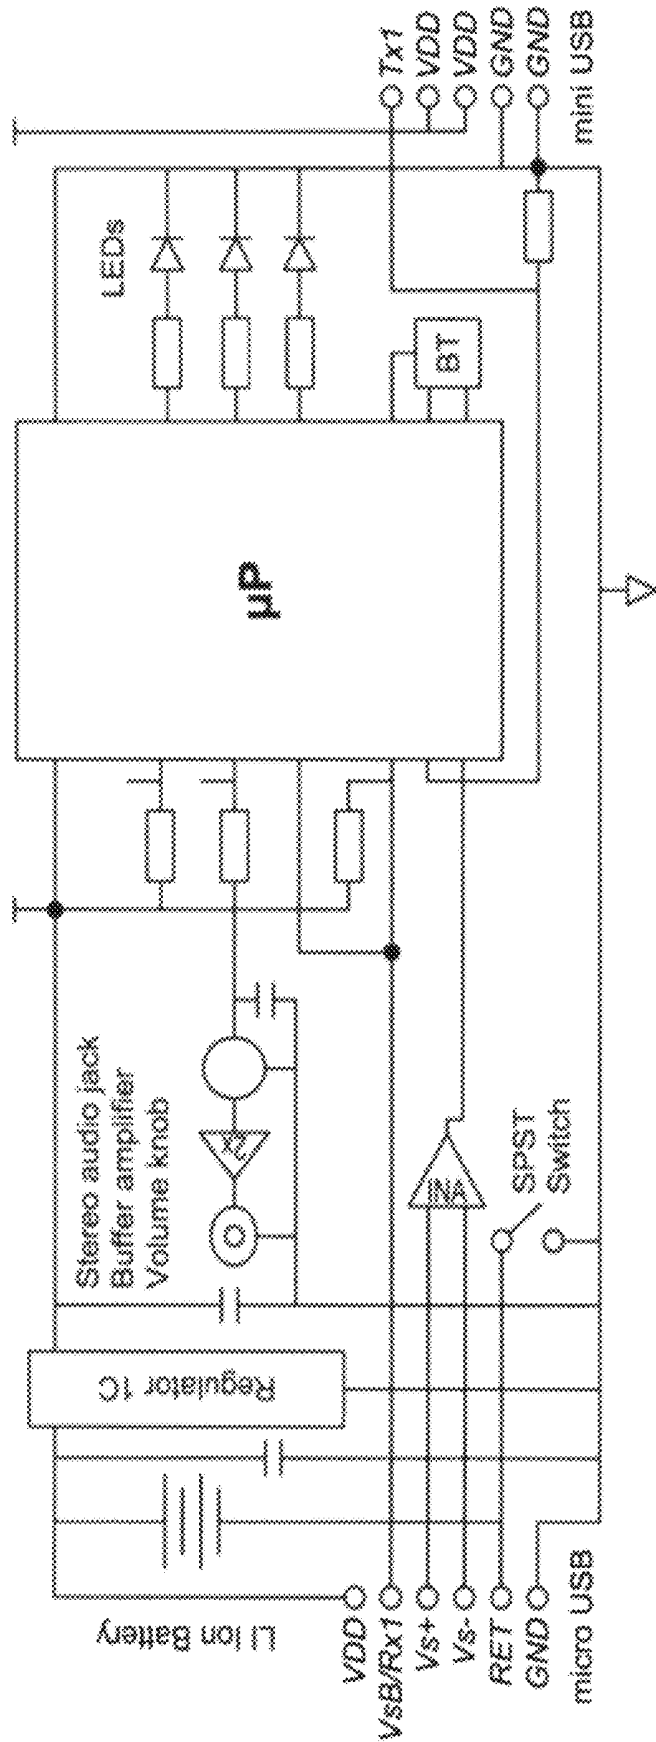 LI Ion Battery
Regulator 1C
Stereo audio jack
Buffer amplifier
Volume knob
x2
INA
SPST
Switch
VDD
VsB/Rx1
Vs+
Vs-
RET
GND
micro USB
µP
LEDs
BT
Tx1
VDD
VDD
GND
GND
mini USB